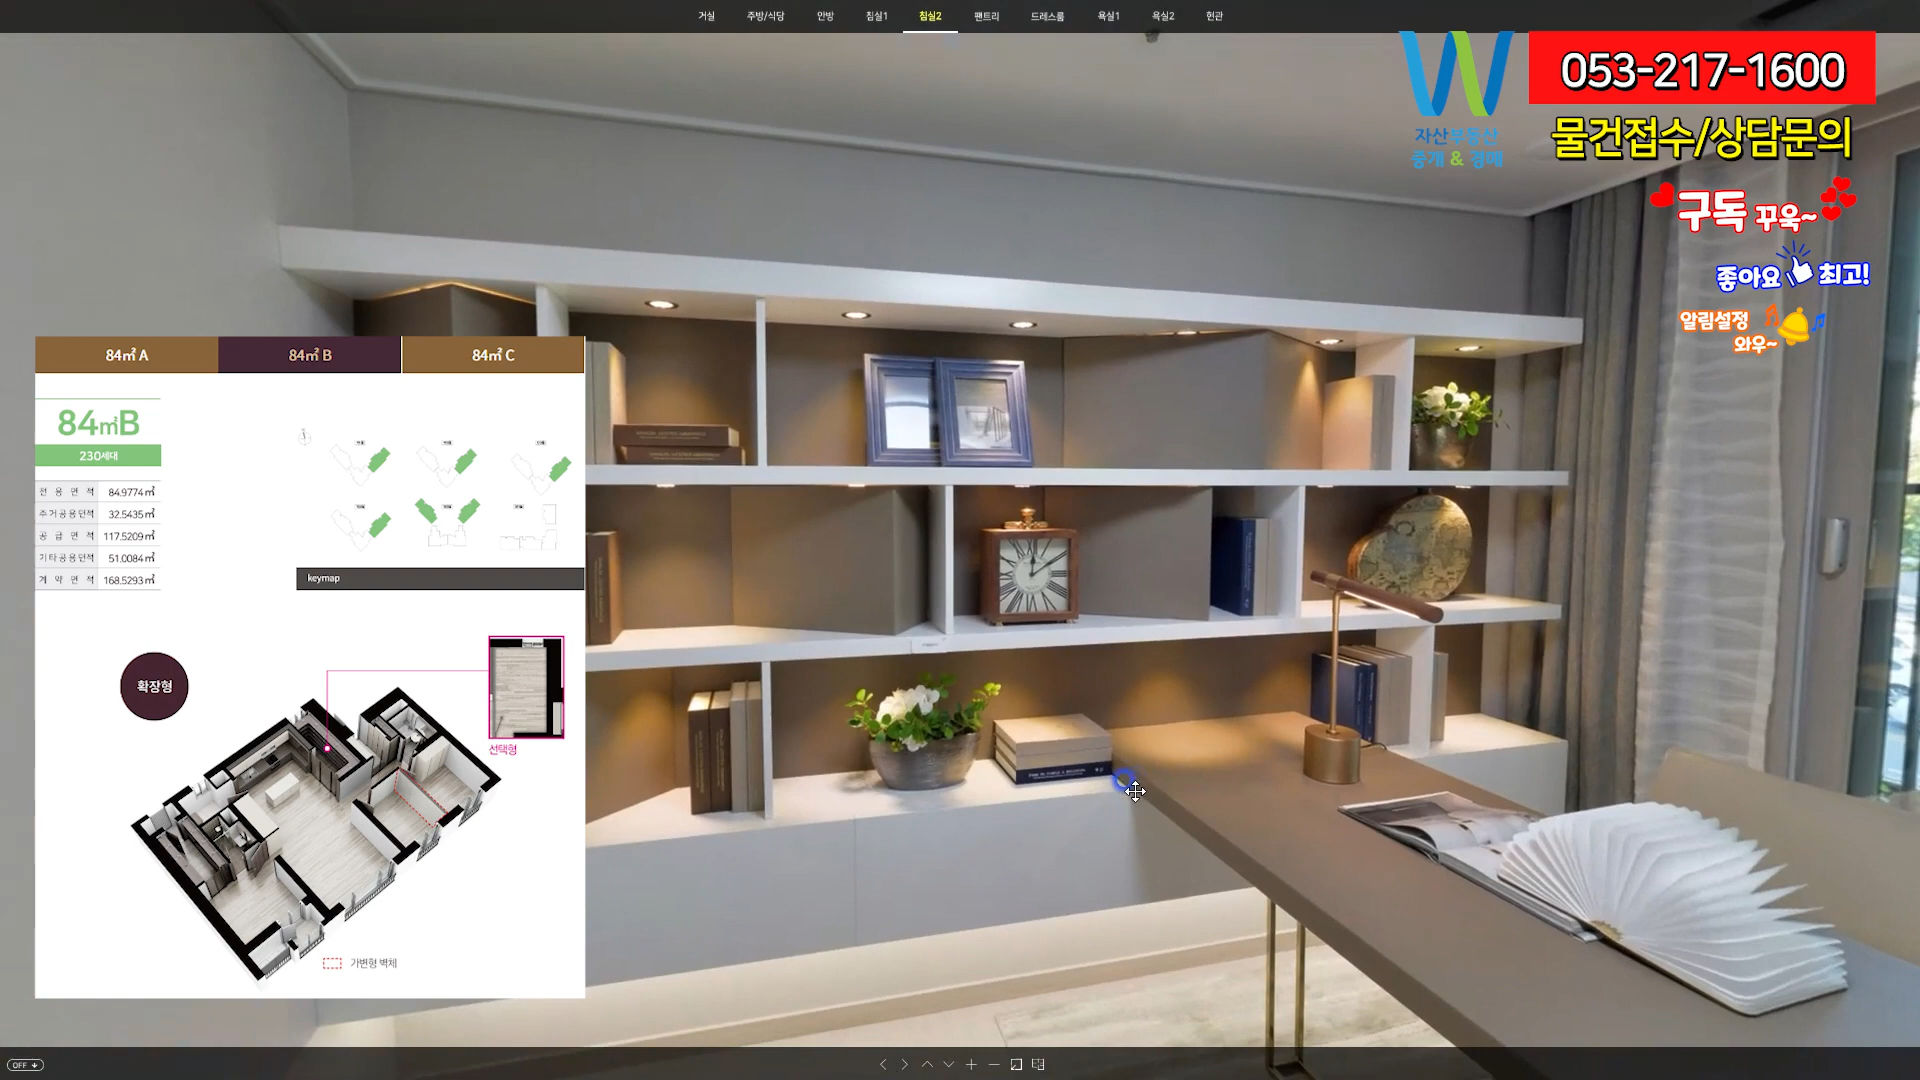 거실 주방/식당 안방 침실1 침실2 팬트리 드레스룸 욕실1 욕실2 현관
053-217-1600
물건접수/상담문의
W
자산부동산
중개 & 경매
구독 꾸욱~
좋아요 최고!
알림설정
와우~
84㎡ A 84㎡ B 84㎡ C
84㎡B
230세대
전용면적 84.9774㎡
주거공용면적 32.5435㎡
공급면적 117.5209㎡
기타공용면적 51.0084㎡
계약면적 168.5293㎡
keymap
확장형
선택형
가변형 벽체
OFF